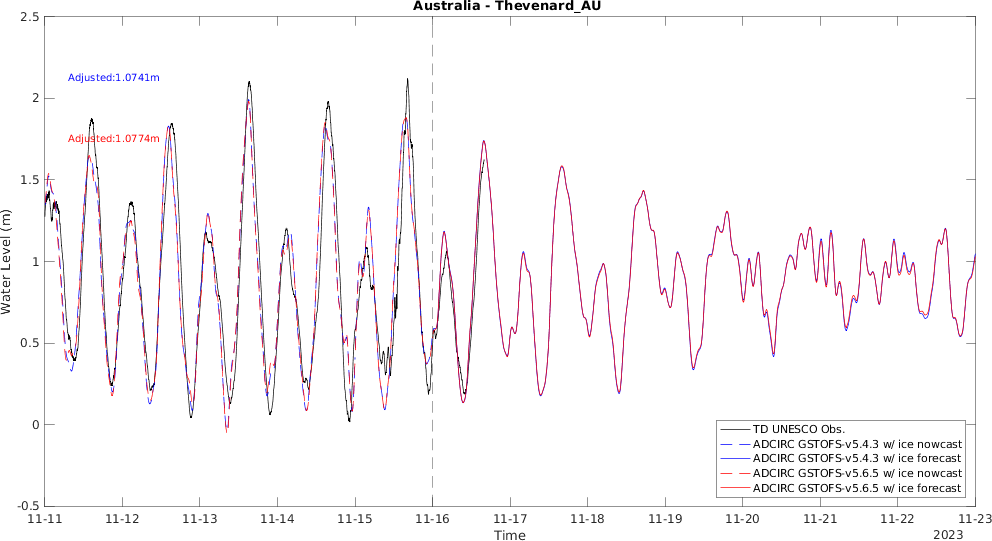 Australia - Thevenard_AU
2.5
2
1.5
1
0.5
0
-0.5
Water Level (m)
Adjusted:1.0741m
Adjusted:1.0774m
TD UNESCO Obs.
ADCIRC GSTOFS-v5.4.3 w/ ice nowcast
ADCIRC GSTOFS-v5.4.3 w/ ice forecast
ADCIRC GSTOFS-v5.6.5 w/ ice nowcast
ADCIRC GSTOFS-v5.6.5 w/ ice forecast
11-11 11-12 11-13 11-14 11-15 11-16 11-17 11-18 11-19 11-20 11-21 11-22 11-23
Time
2023